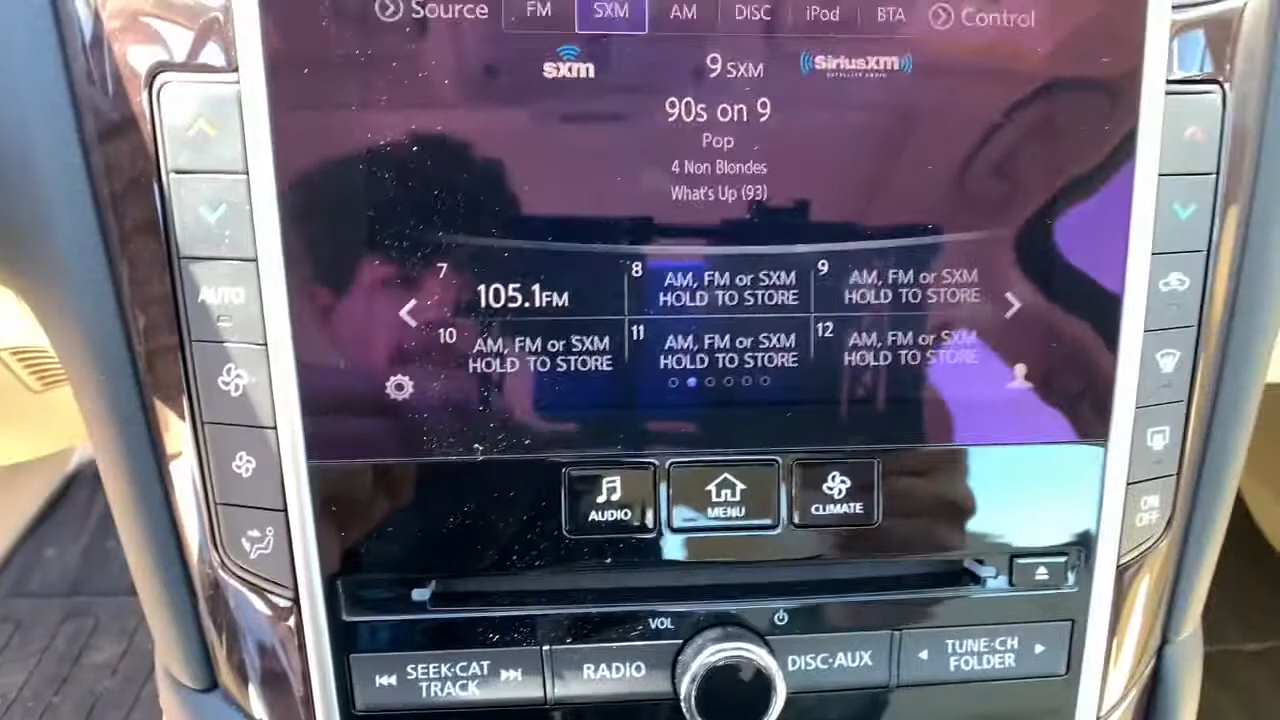 Source FM SXM AM DISC iPod BTA Control
sxm 9 SXM SiriusXM
SATELLITE RADIO
90s on 9
Pop
4 Non Blondes
What's Up (93)
7 105.1FM
8 AM, FM or SXM
HOLD TO STORE
9 AM, FM or SXM
HOLD TO STORE
10 AM, FM or SXM
HOLD TO STORE
11 AM, FM or SXM
HOLD TO STORE
12 AM, FM or SXM
HOLD TO STORE
AUTO
ON
OFF
AUDIO MENU CLIMATE
VOL
SEEK·CAT
TRACK
RADIO
DISC·AUX
TUNE·CH
FOLDER